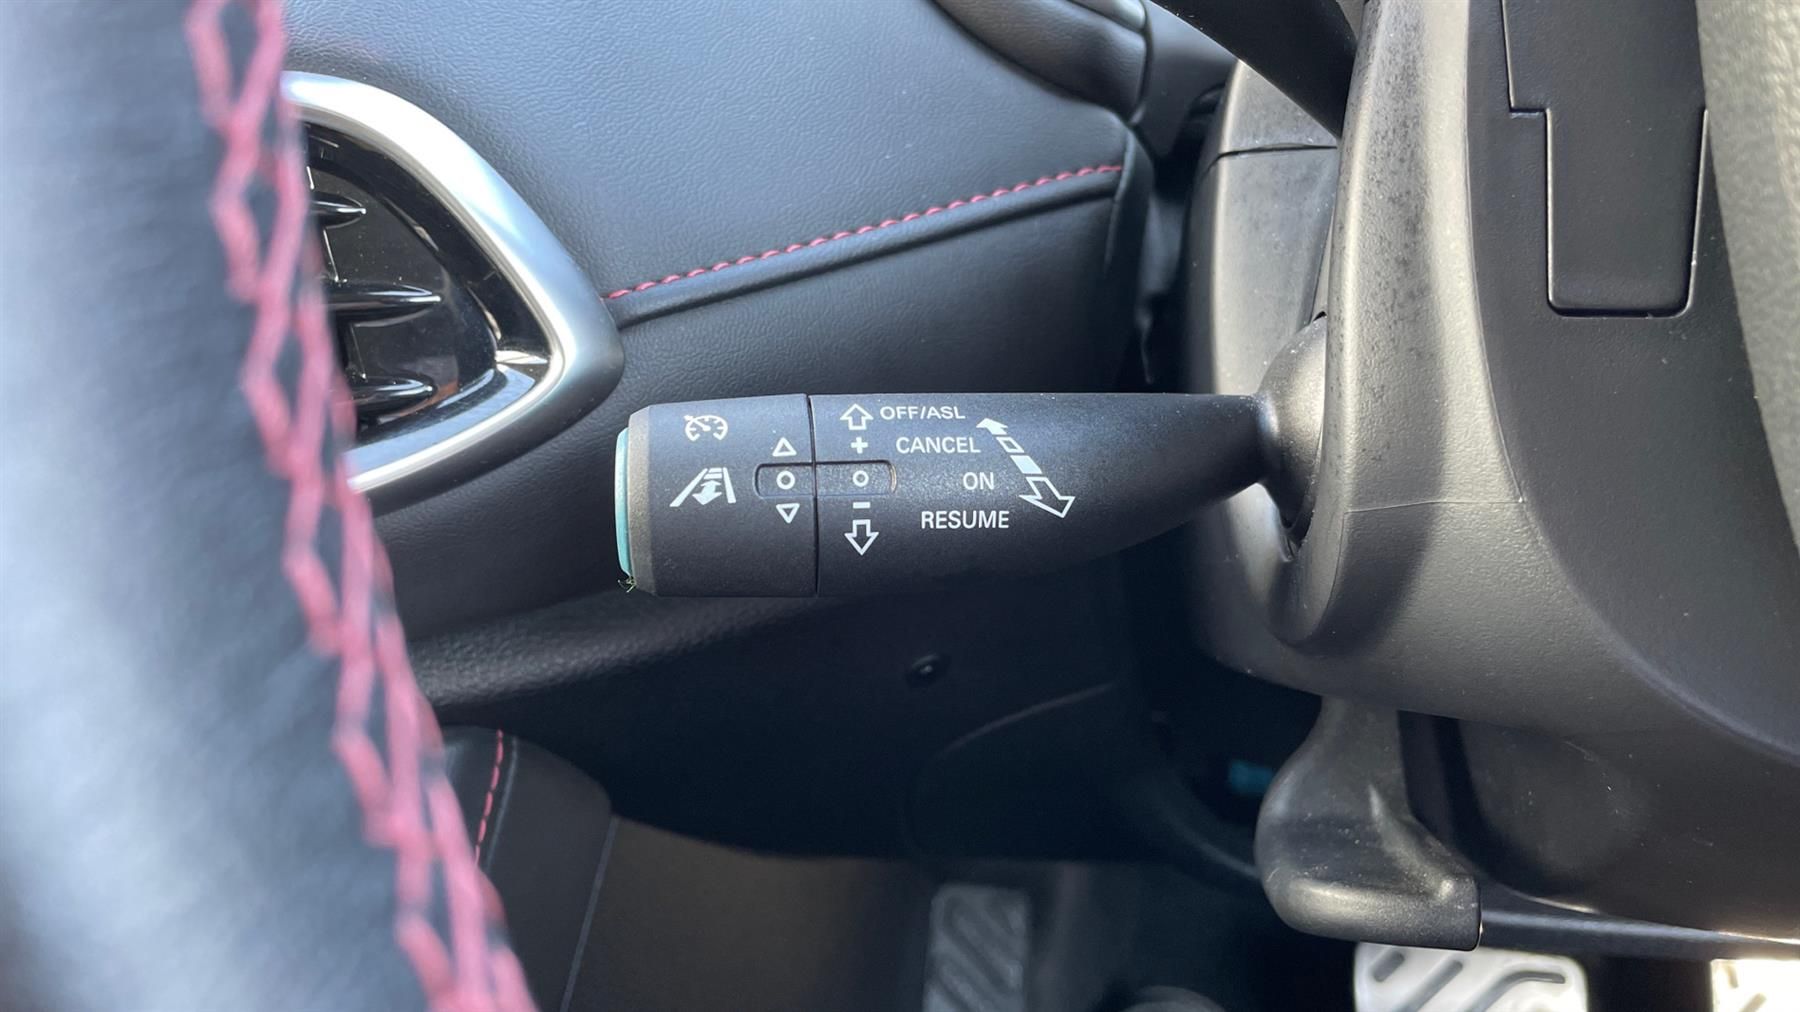 OFF/ASL
+ CANCEL
ON
- RESUME